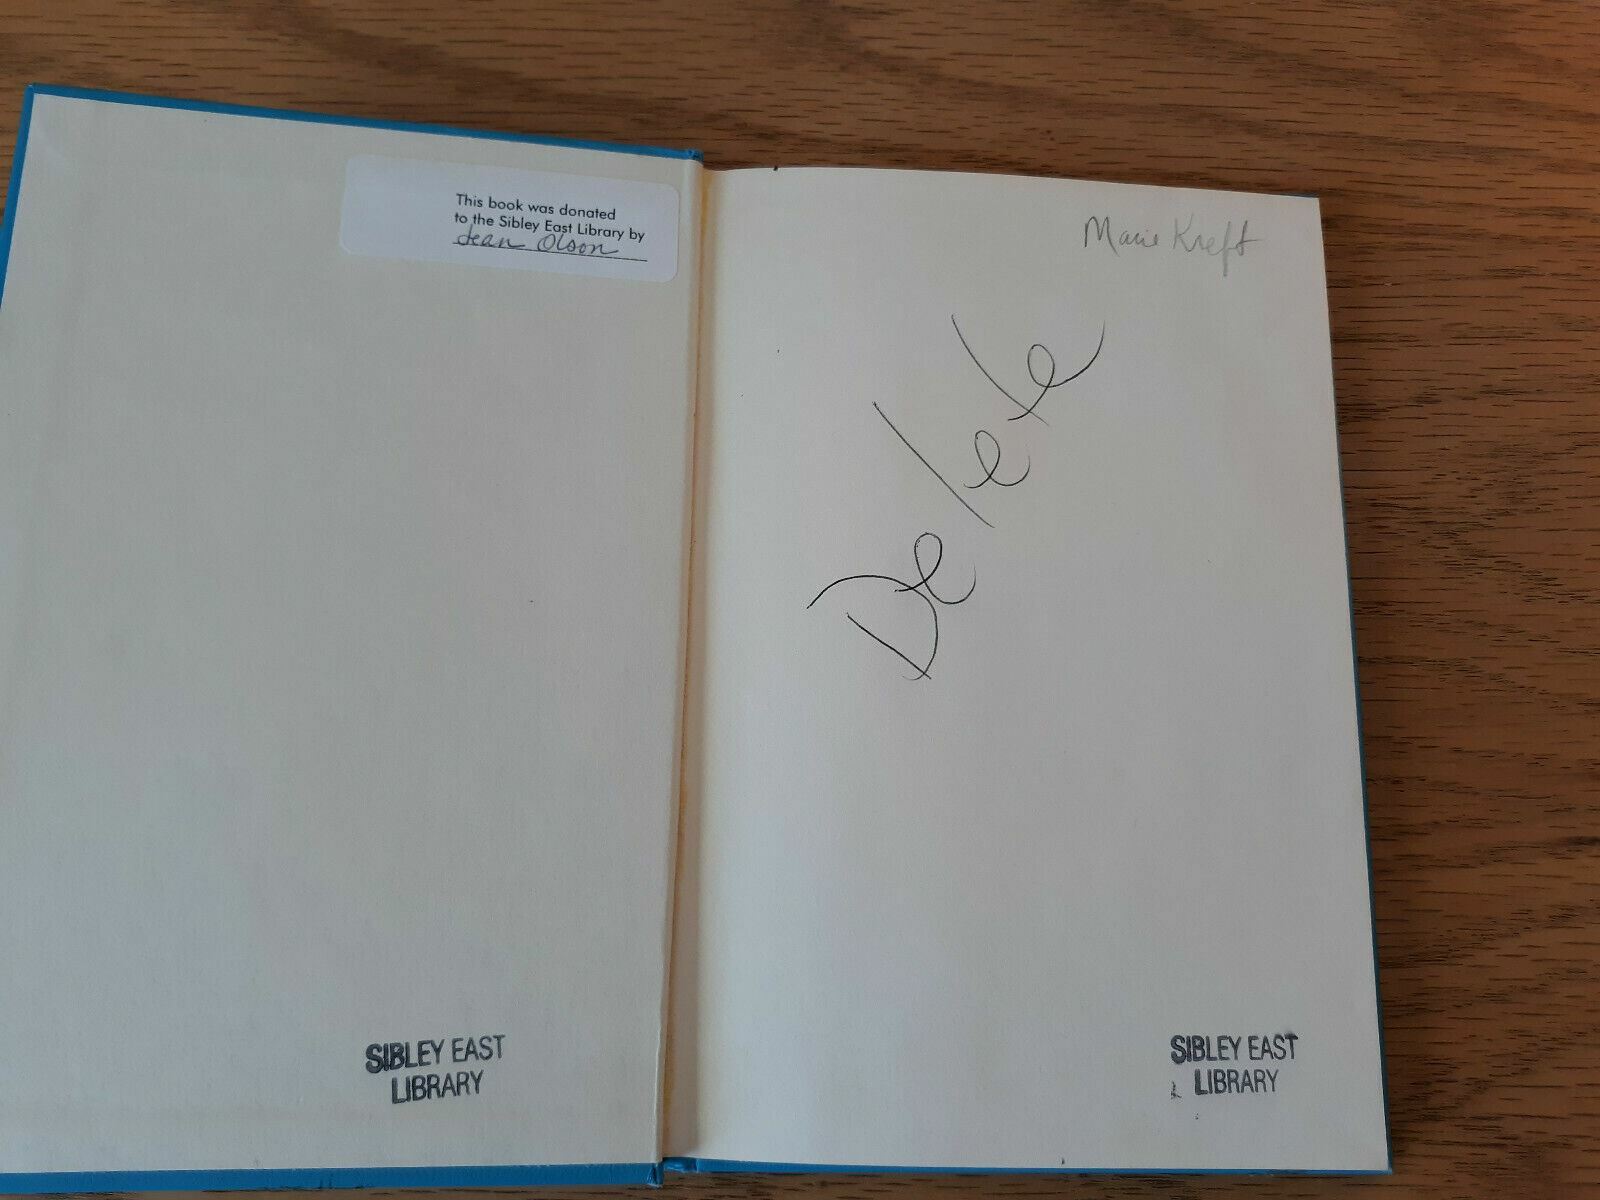 This book was donated
to the Sibley East Library by
Jean Olson
SIBLEY EAST
LIBRARY
Marie Kreft
Delete
SIBLEY EAST
LIBRARY